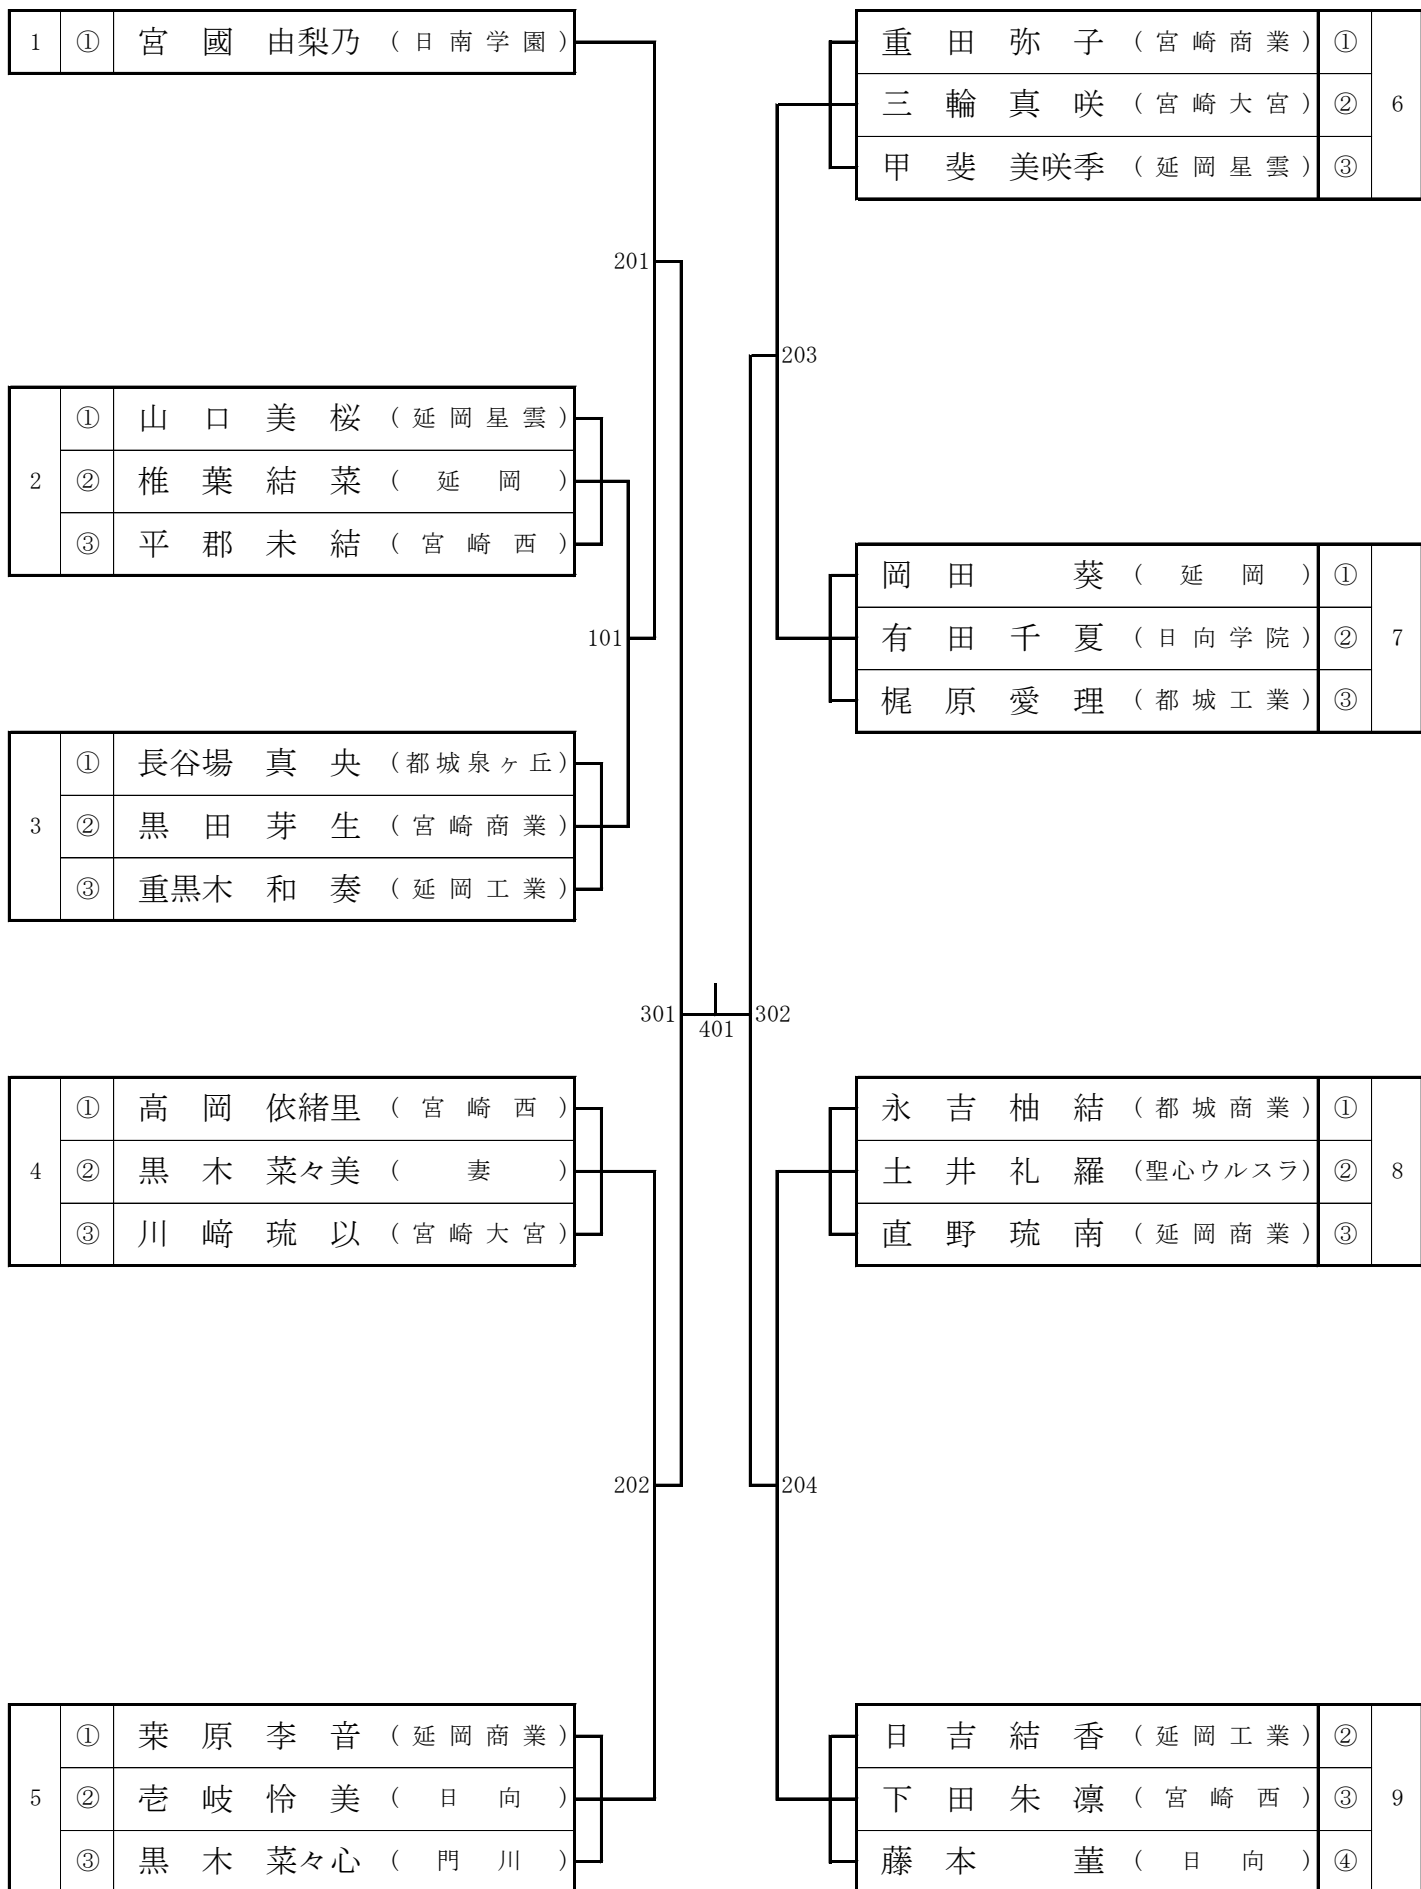 1 ① 宮國 由梨乃 (日南学園)
201
2
① 山口 美桜 (延岡星雲)
② 椎葉 結菜 (延岡)
③ 平郡 未結 (宮崎西)
101
3
① 長谷場 真央 (都城泉ヶ丘)
② 黒田 芽生 (宮崎商業)
③ 重黒木 和奏 (延岡工業)
301
401
302
4
① 高岡 依緒里 (宮崎西)
② 黒木 菜々美 (妻)
③ 川﨑 琉以 (宮崎大宮)
202
5
① 桒原 李音 (延岡商業)
② 壱岐 怜美 (日向)
③ 黒木 菜々心 (門川)
重田 弥子 (宮崎商業) ①
三輪 真咲 (宮崎大宮) ②
甲斐 美咲季 (延岡星雲) ③
6
203
岡田 葵 (延岡) ①
有田 千夏 (日向学院) ②
梶原 愛理 (都城工業) ③
7
永吉 柚結 (都城商業) ①
土井 礼羅 (聖心ウルスラ) ②
直野 琉南 (延岡商業) ③
8
204
日吉 結香 (延岡工業) ②
下田 朱凛 (宮崎西) ③
藤本 菫 (日向) ④
9